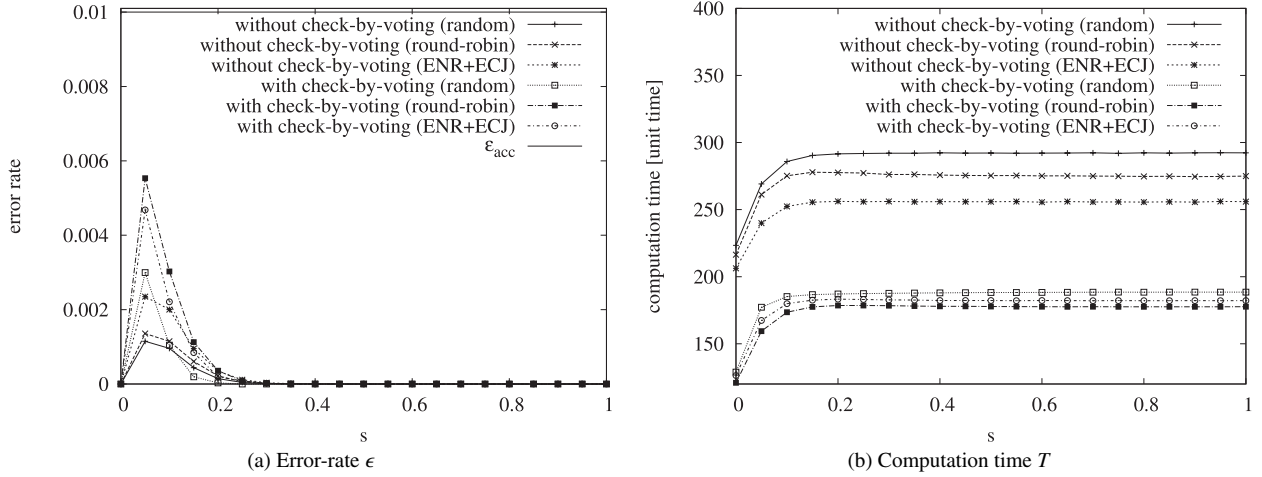 0.01
0.008
0.006
0.004
0.002
0
error rate
without check-by-voting (random)
without check-by-voting (round-robin)
without check-by-voting (ENR+ECJ)
with check-by-voting (random)
with check-by-voting (round-robin)
with check-by-voting (ENR+ECJ)
ε_acc
0 0.2 0.4 0.6 0.8 1
s
(a) Error-rate ϵ
400
350
300
250
200
150
computation time [unit time]
without check-by-voting (random)
without check-by-voting (round-robin)
without check-by-voting (ENR+ECJ)
with check-by-voting (random)
with check-by-voting (round-robin)
with check-by-voting (ENR+ECJ)
0 0.2 0.4 0.6 0.8 1
s
(b) Computation time T